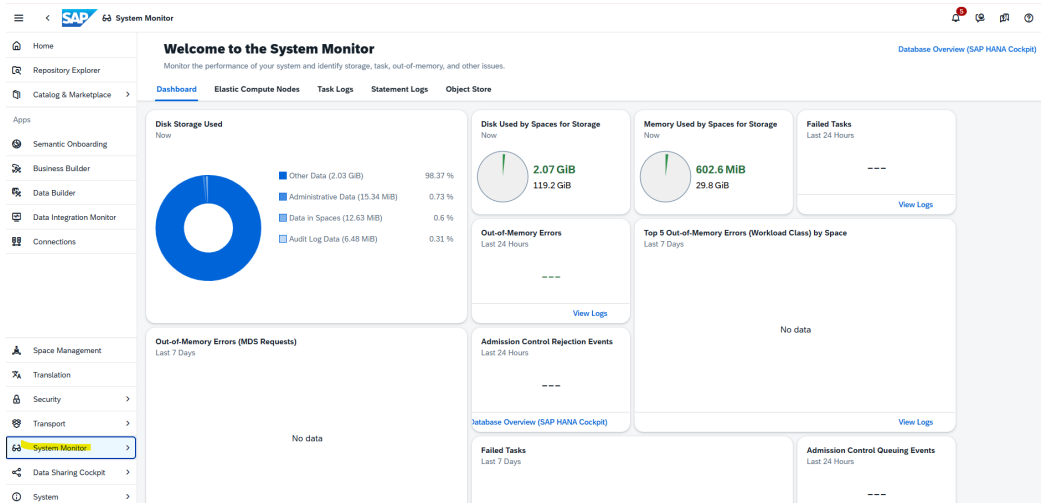 SAP System Monitor
5
Home
Repository Explorer
Catalog & Marketplace
Apps
Semantic Onboarding
Business Builder
Data Builder
Data Integration Monitor
Connections
Space Management
Translation
Security
Transport
System Monitor
Data Sharing Cockpit
System
Welcome to the System Monitor
Database Overview (SAP HANA Cockpit)
Monitor the performance of your system and identify storage, task, out-of-memory, and other issues.
Dashboard Elastic Compute Nodes Task Logs Statement Logs Object Store
Disk Storage Used
Now
Other Data (2.03 GiB) 98.37 %
Administrative Data (15.34 MiB) 0.73 %
Data in Spaces (12.63 MiB) 0.6 %
Audit Log Data (6.48 MiB) 0.31 %
Disk Used by Spaces for Storage
Now
2.07 GiB
119.2 GiB
Memory Used by Spaces for Storage
Now
602.6 MiB
29.8 GiB
Failed Tasks
Last 24 Hours
---
View Logs
Out-of-Memory Errors
Last 24 Hours
---
View Logs
Top 5 Out-of-Memory Errors (Workload Class) by Space
Last 7 Days
No data
View Logs
Out-of-Memory Errors (MDS Requests)
Last 7 Days
No data
Admission Control Rejection Events
Last 24 Hours
---
Database Overview (SAP HANA Cockpit)
Failed Tasks
Last 7 Days
Admission Control Queuing Events
Last 24 Hours
---